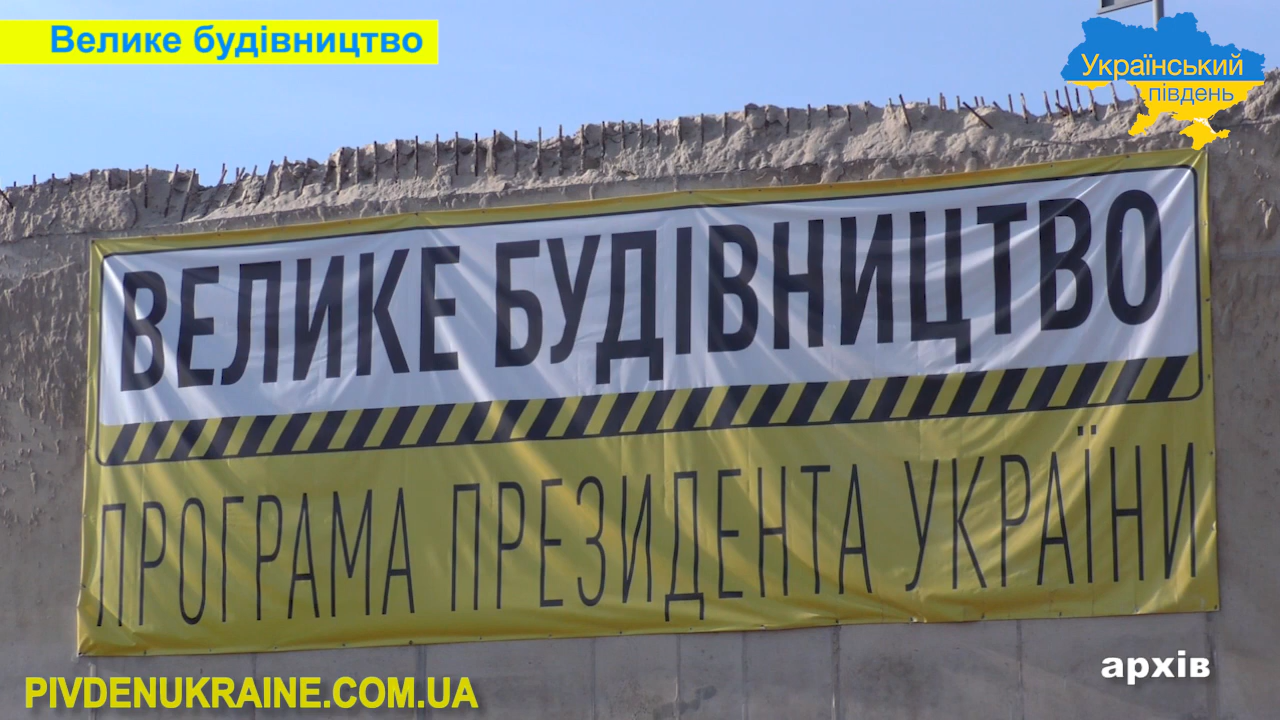 Велике будівництво
Український
південь
ВЕЛИКЕ БУДІВНИЦТВО
ПРОГРАМА ПРЕЗИДЕНТА УКРАЇНИ
архів
PIVDENUKRAINE.COM.UA